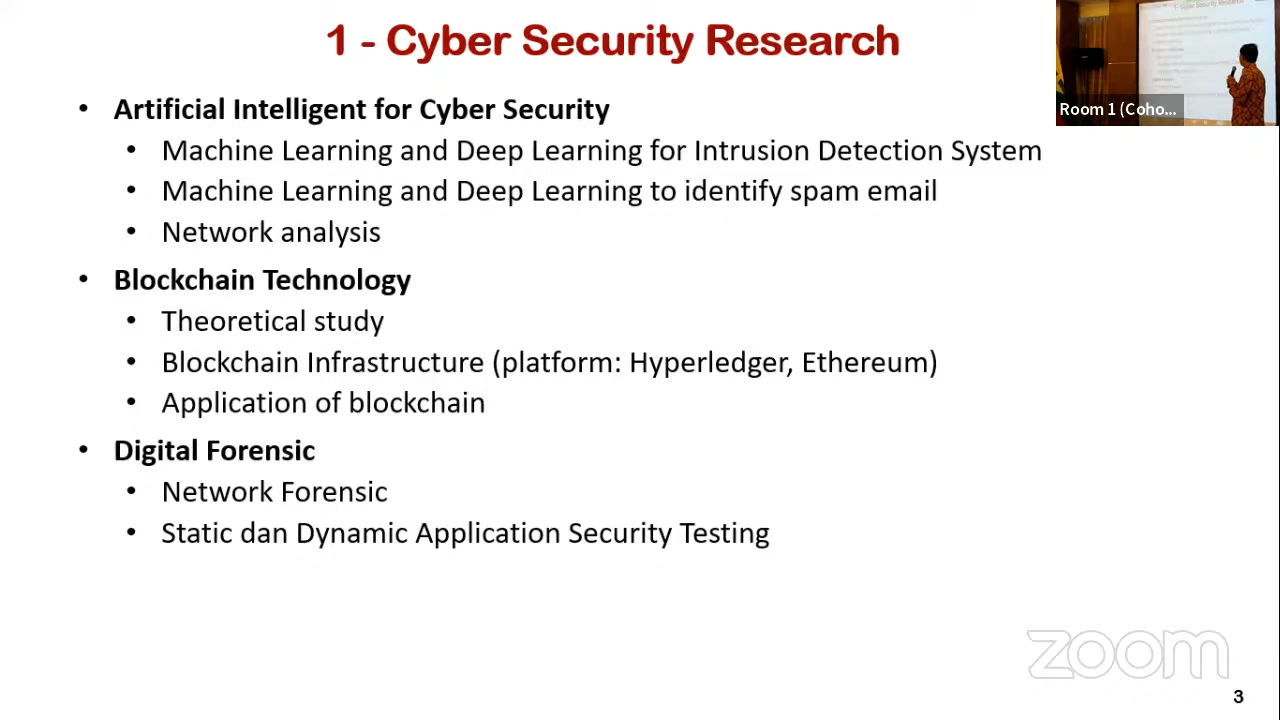 1 - Cyber Security Research
Room 1 (Coho...
• Artificial Intelligent for Cyber Security
• Machine Learning and Deep Learning for Intrusion Detection System
• Machine Learning and Deep Learning to identify spam email
• Network analysis
• Blockchain Technology
• Theoretical study
• Blockchain Infrastructure (platform: Hyperledger, Ethereum)
• Application of blockchain
• Digital Forensic
• Network Forensic
• Static dan Dynamic Application Security Testing
zoom
3